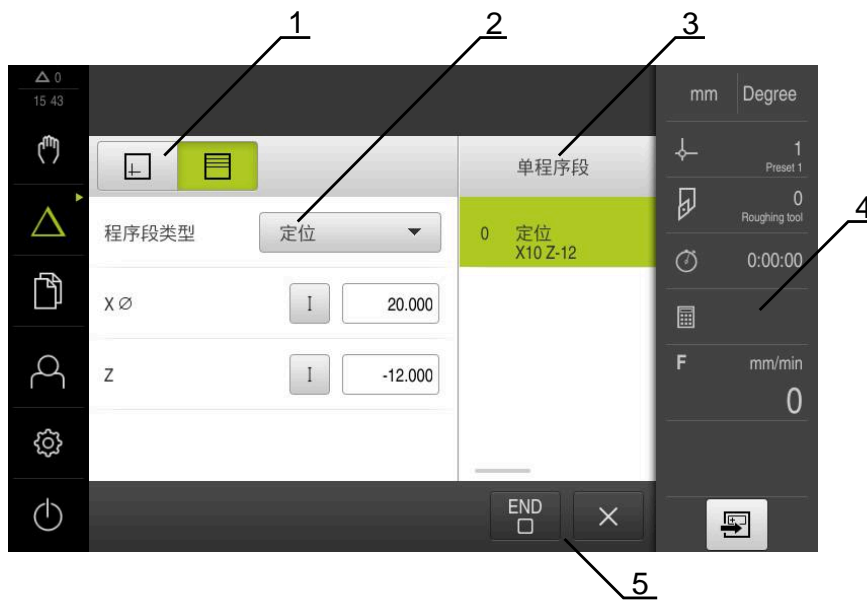 1
2
3
0
15 43
mm
Degree
1
Preset 1
单程序段
0
Roughing tool
4
程序段类型
定位
0 定位
X10 Z-12
0:00:00
X ∅
I
20.000
Z
I
-12.000
F
mm/min
0
END
5